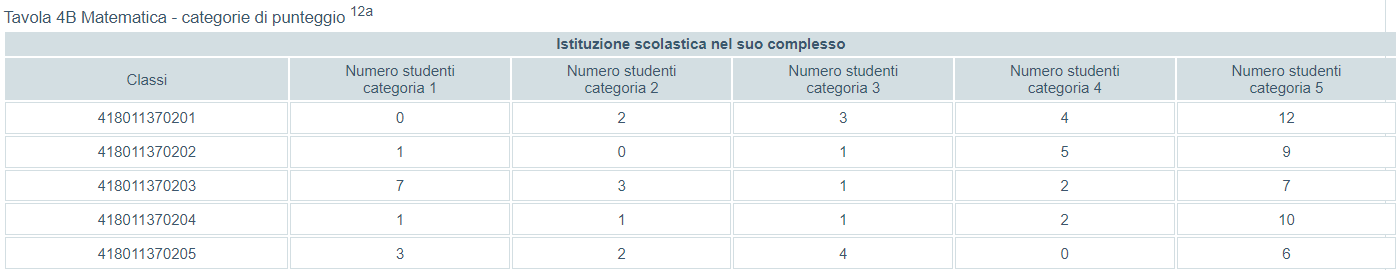 Tavola 4B Matematica - categorie di punteggio 12a
Istituzione scolastica nel suo complesso
Classi Numero studenti categoria 1 Numero studenti categoria 2 Numero studenti categoria 3 Numero studenti categoria 4 Numero studenti categoria 5
418011370201 0 2 3 4 12
418011370202 1 0 1 5 9
418011370203 7 3 1 2 7
418011370204 1 1 1 2 10
418011370205 3 2 4 0 6